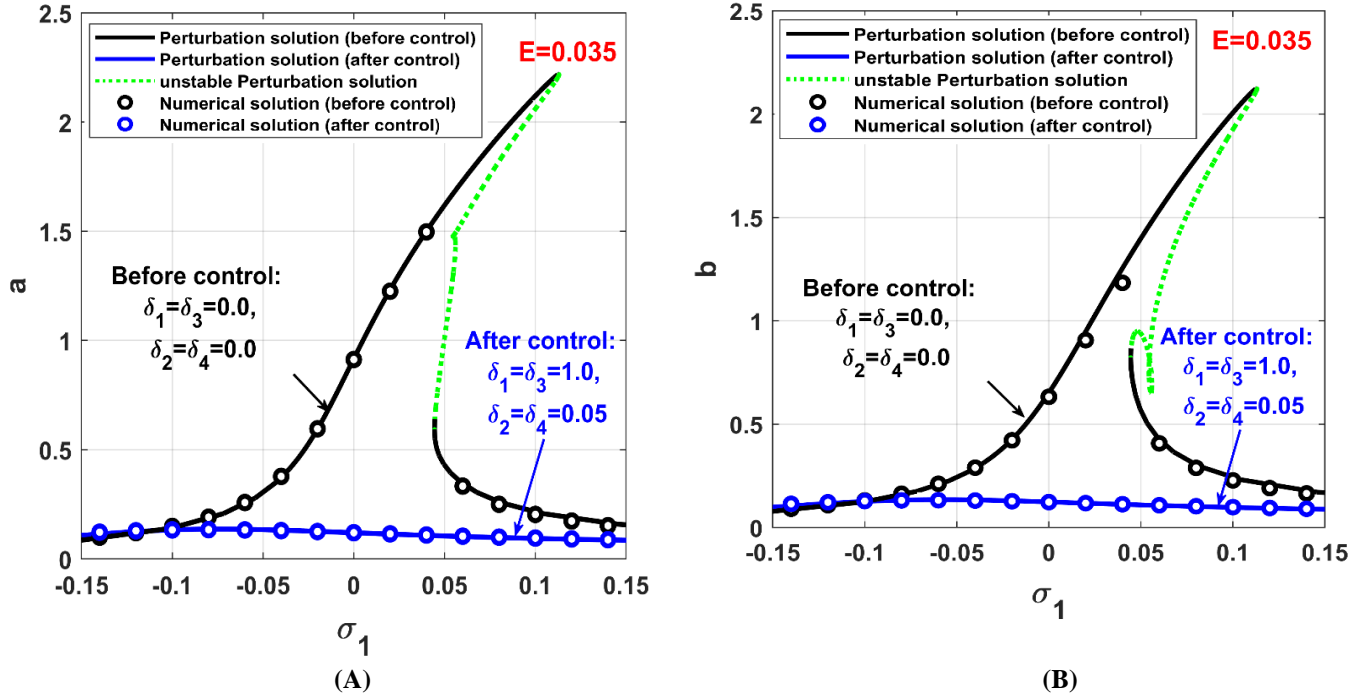 2.5
2
1.5
1
0.5
0
-0.15
-0.1
-0.05
0
0.05
0.1
0.15
a
σ1
Perturbation solution (before control)
Perturbation solution (after control)
unstable Perturbation solution
Numerical solution (before control)
Numerical solution (after control)
E=0.035
Before control:
δ1=δ3=0.0,
δ2=δ4=0.0
After control:
δ1=δ3=1.0,
δ2=δ4=0.05
(A)
2.5
2
1.5
1
0.5
0
-0.15
-0.1
-0.05
0
0.05
0.1
0.15
b
σ1
Perturbation solution (before control)
Perturbation solution (after control)
unstable Perturbation solution
Numerical solution (before control)
Numerical solution (after control)
E=0.035
Before control:
δ1=δ3=0.0,
δ2=δ4=0.0
After control:
δ1=δ3=1.0,
δ2=δ4=0.05
(B)